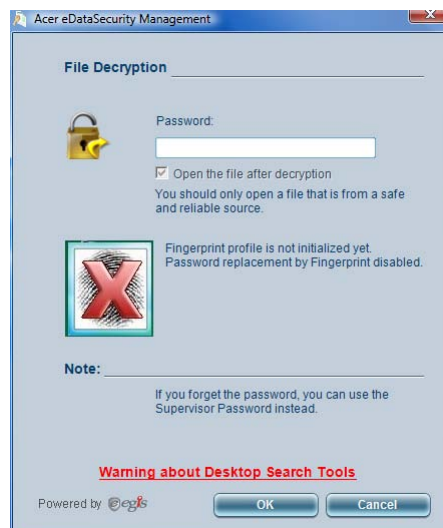 Acer eDataSecurity Management
File Decryption
Password:
Open the file after decryption
You should only open a file that is from a safe
and reliable source.
Fingerprint profile is not initialized yet.
Password replacement by Fingerprint disabled.
Note:
If you forget the password, you can use the
Supervisor Password instead.
Warning about Desktop Search Tools
Powered by egis
OK
Cancel